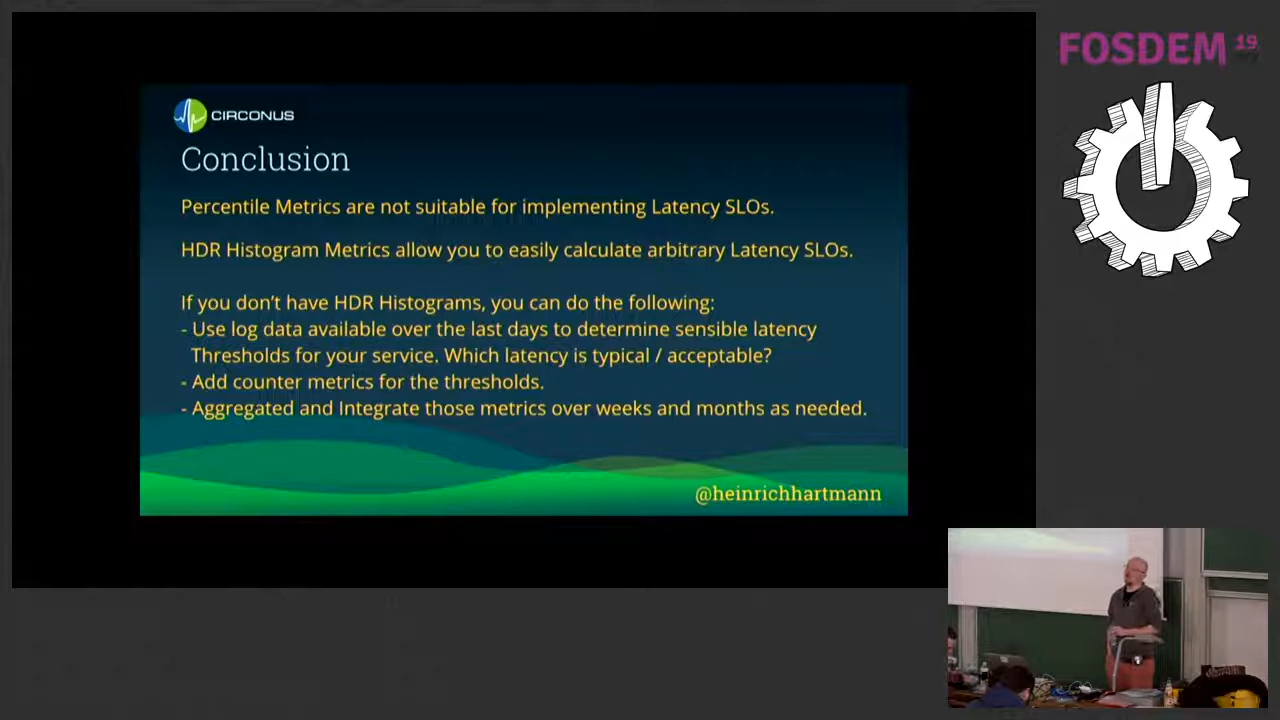 FOSDEM 19
CIRCONUS
Conclusion
Percentile Metrics are not suitable for implementing Latency SLOs.
HDR Histogram Metrics allow you to easily calculate arbitrary Latency SLOs.
If you don't have HDR Histograms, you can do the following:
- Use log data available over the last days to determine sensible latency
Thresholds for your service. Which latency is typical / acceptable?
- Add counter metrics for the thresholds.
- Aggregated and Integrate those metrics over weeks and months as needed.
@heinrichhartmann